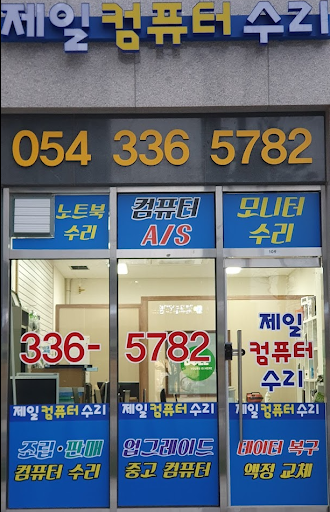 제일컴퓨터수리
054 336 5782
노트북
수리
컴퓨터
A/S
모니터
수리
336-5782
제일
컴퓨터
수리
제일컴퓨터수리
제일컴퓨터수리
제일컴퓨터수리
조립·판매
컴퓨터 수리
업그레이드
중고 컴퓨터
데이터 복구
액정 교체